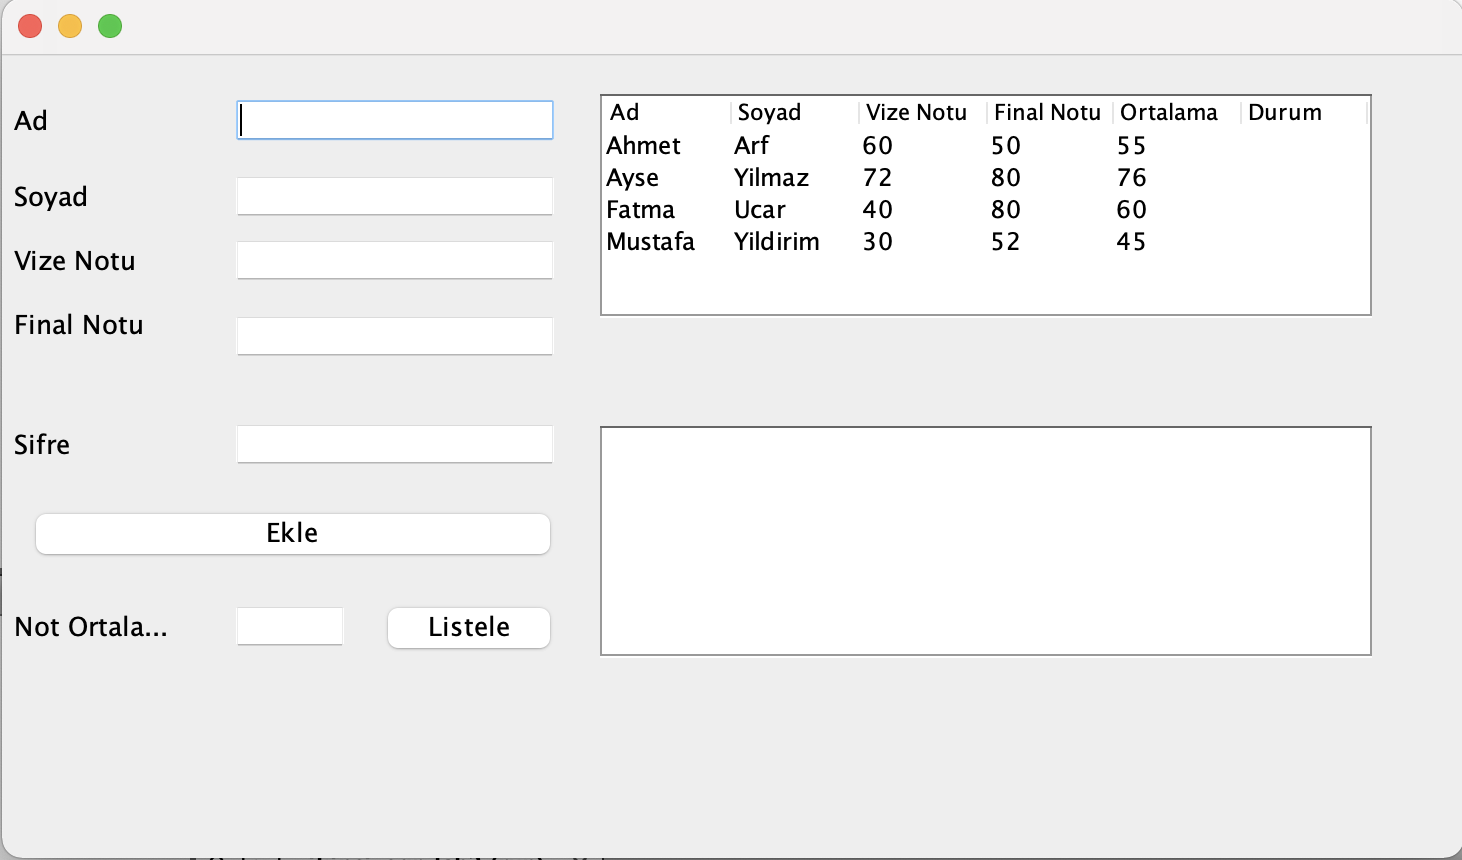 Ad
Soyad
Vize Notu
Final Notu
Sifre
Ekle
Not Ortala...
Listele
Ad Soyad Vize Notu Final Notu Ortalama Durum
Ahmet Arf 60 50 55
Ayse Yilmaz 72 80 76
Fatma Ucar 40 80 60
Mustafa Yildirim 30 52 45